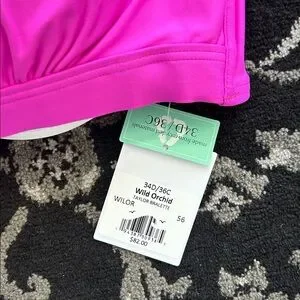 34D / 36C
34D/36C
Wild Orchid
TAYLOR BRALETTE
WILOR
56
$82.00